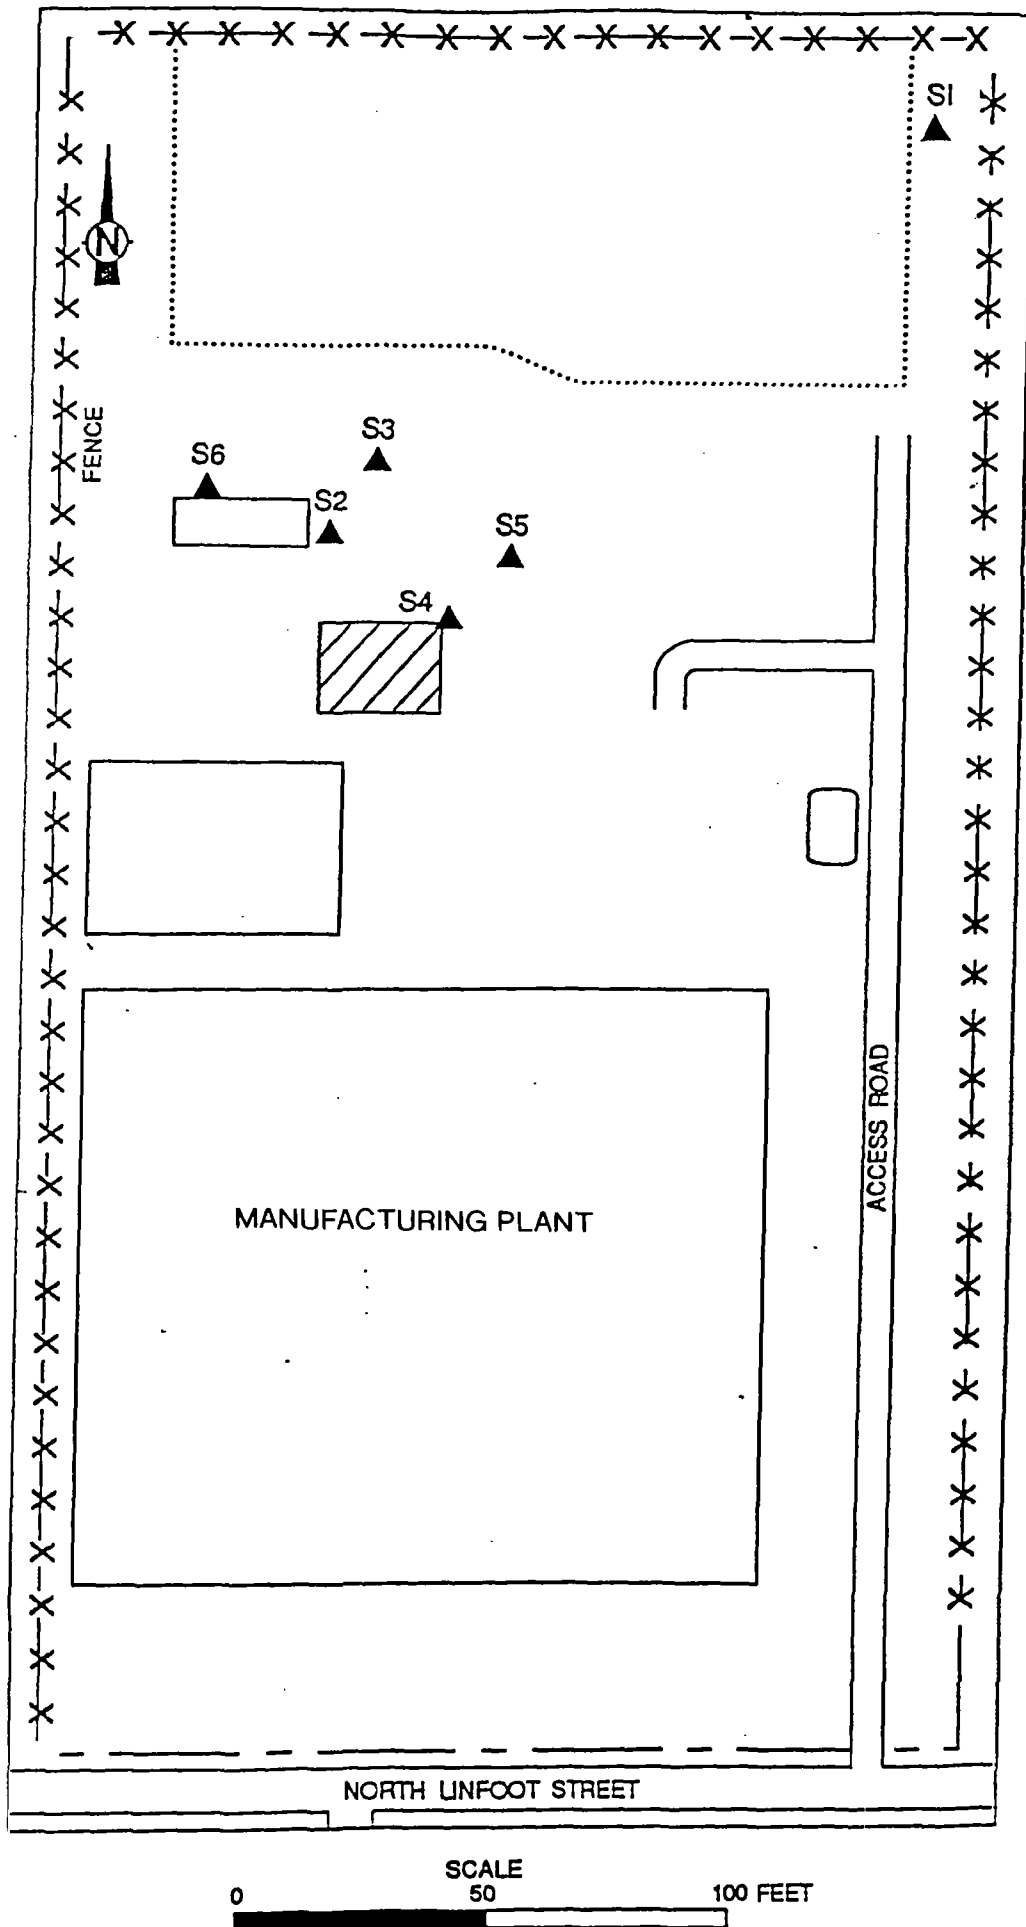 S1
N
FENCE
S3
S6
S2
S5
S4
ACCESS ROAD
MANUFACTURING PLANT
NORTH LINFOOT STREET
SCALE
0 50 100 FEET